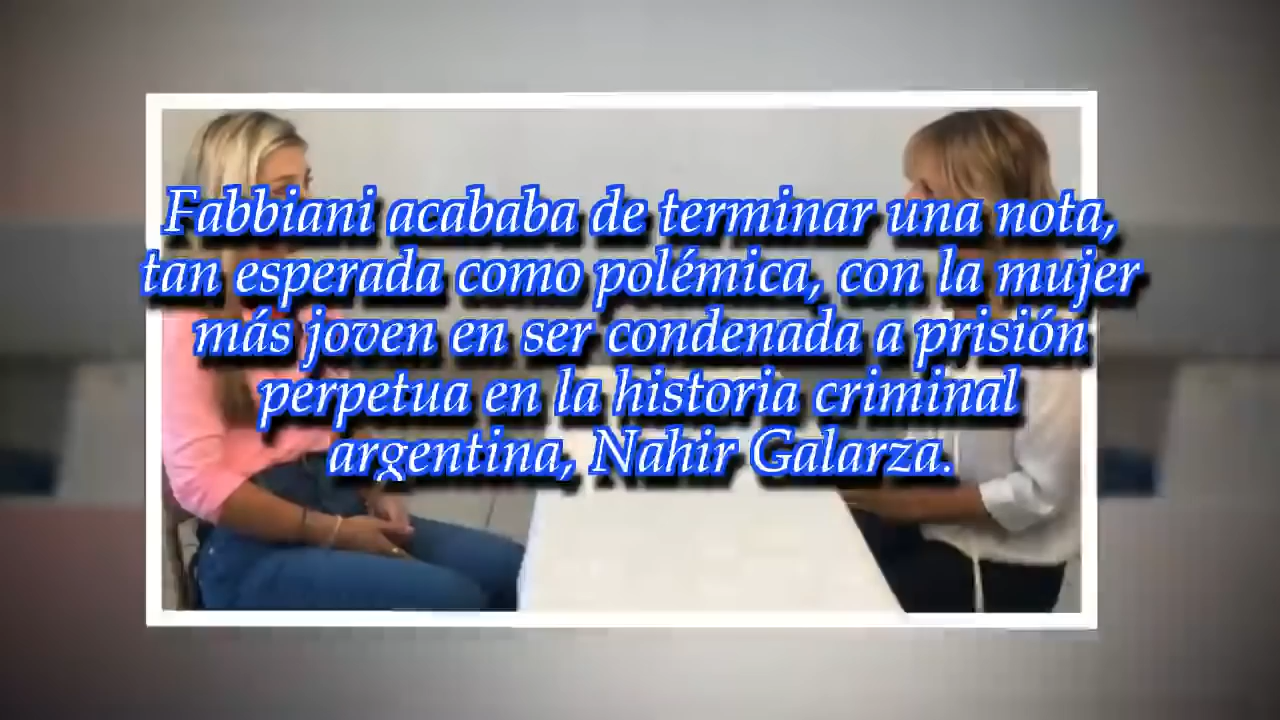 Fabbiani acababa de terminar una nota,
tan esperada como polémica, con la mujer
más joven en ser condenada a prisión
perpetua en la historia criminal
argentina, Nahir Galarza.